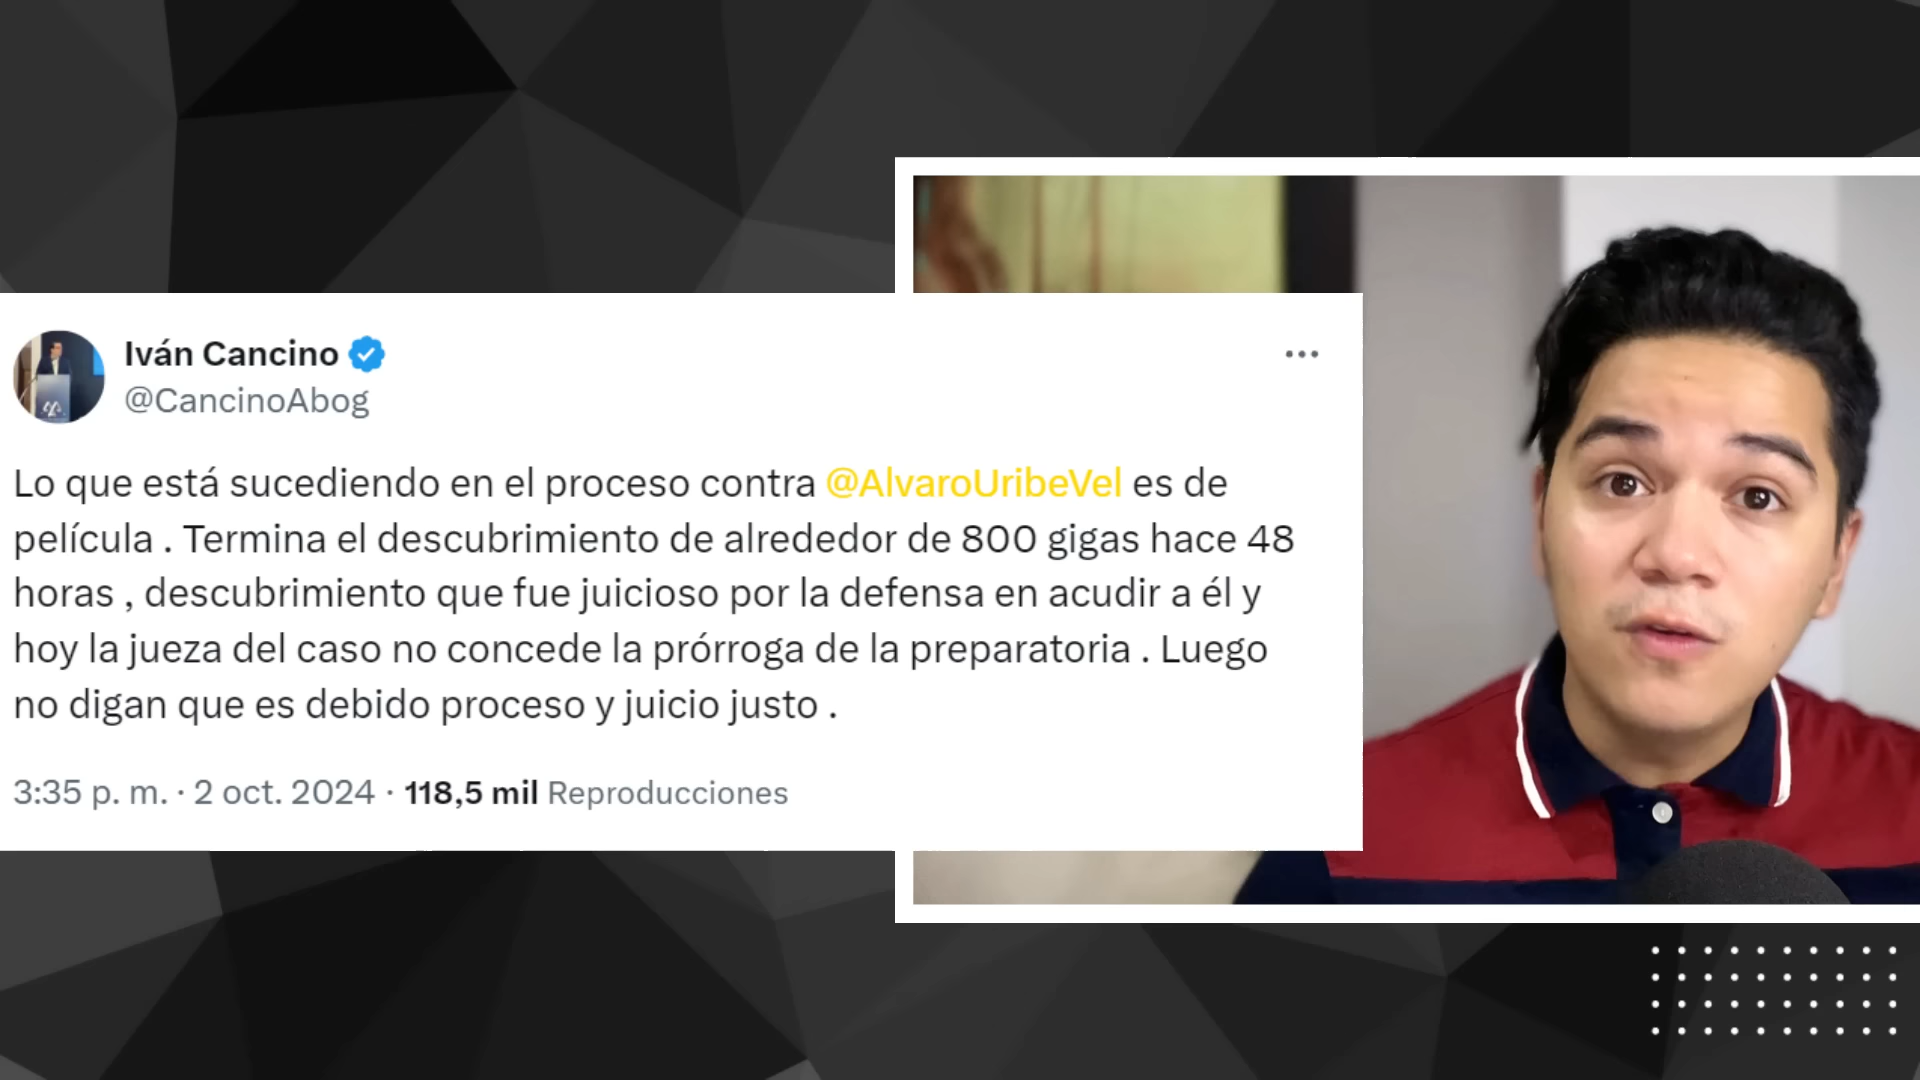 Iván Cancino
@CancinoAbog
Lo que está sucediendo en el proceso contra @AlvaroUribeVel es de
película . Termina el descubrimiento de alrededor de 800 gigas hace 48
horas , descubrimiento que fue juicioso por la defensa en acudir a él y
hoy la jueza del caso no concede la prórroga de la preparatoria . Luego
no digan que es debido proceso y juicio justo .
3:35 p. m. · 2 oct. 2024 · 118,5 mil Reproducciones